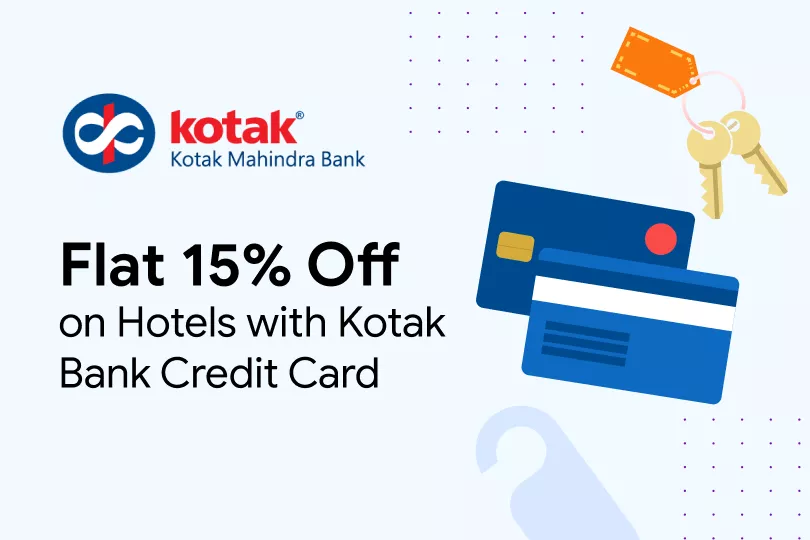 kotak®
Kotak Mahindra Bank
Flat 15% Off
on Hotels with Kotak
Bank Credit Card